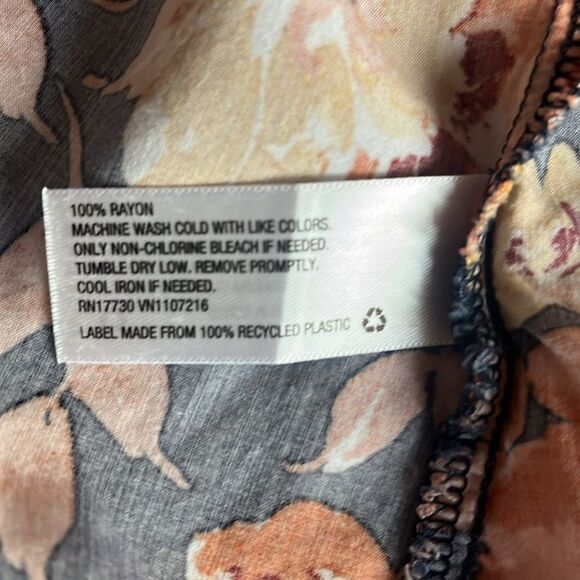 100% RAYON
MACHINE WASH COLD WITH LIKE COLORS.
ONLY NON-CHLORINE BLEACH IF NEEDED.
TUMBLE DRY LOW. REMOVE PROMPTLY.
COOL IRON IF NEEDED.
RN17730 VN1107216
LABEL MADE FROM 100% RECYCLED PLASTIC